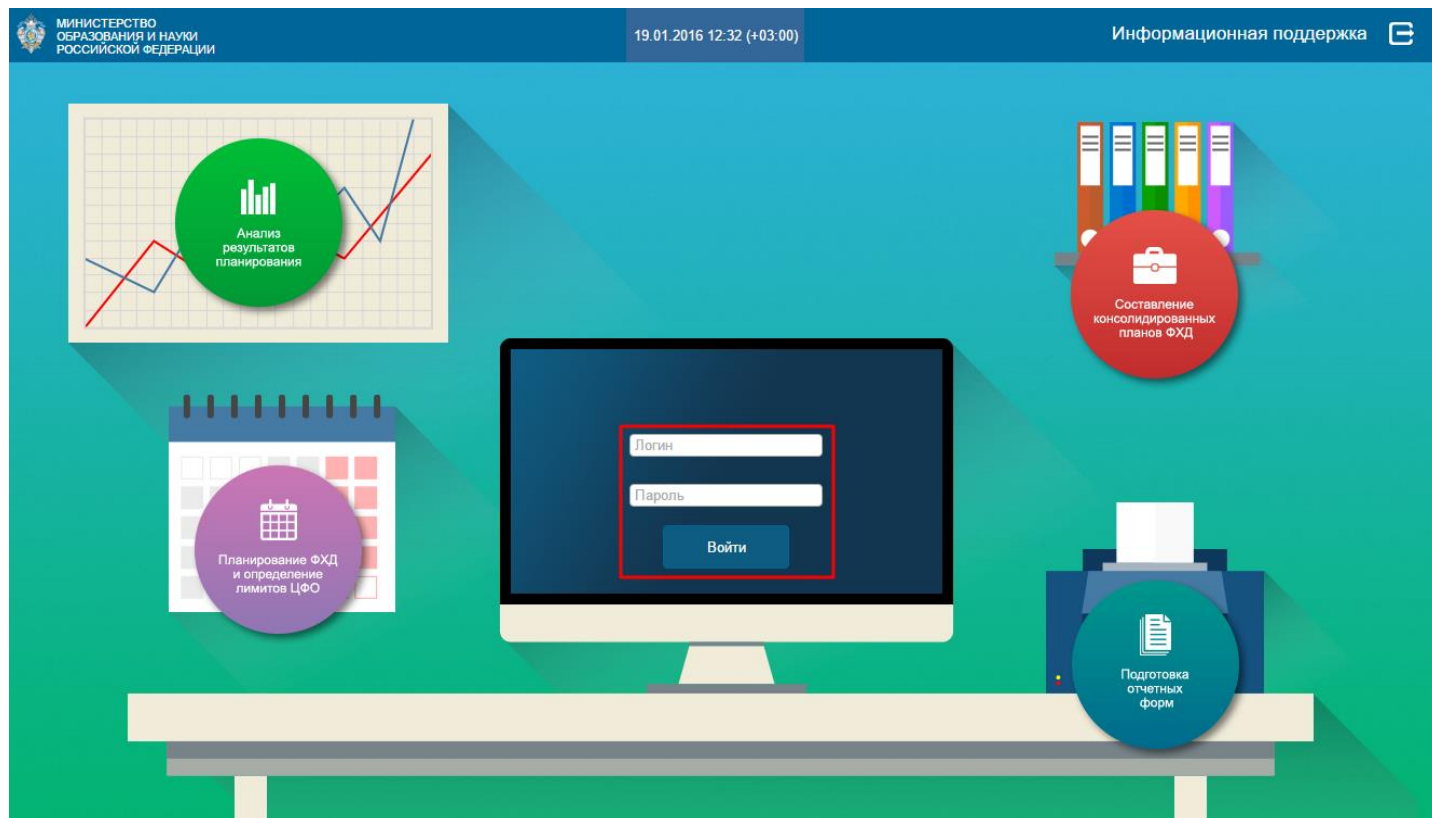 МИНИСТЕРСТВО
ОБРАЗОВАНИЯ И НАУКИ
РОССИЙСКОЙ ФЕДЕРАЦИИ
19.01.2016 12:32 (+03:00)
Информационная поддержка
Анализ
результатов
планирования
Составление
консолидированных
планов ФХД
Логин
Пароль
Войти
Планирование ФХД
и определение
лимитов ЦФО
Подготовка
отчетных
форм